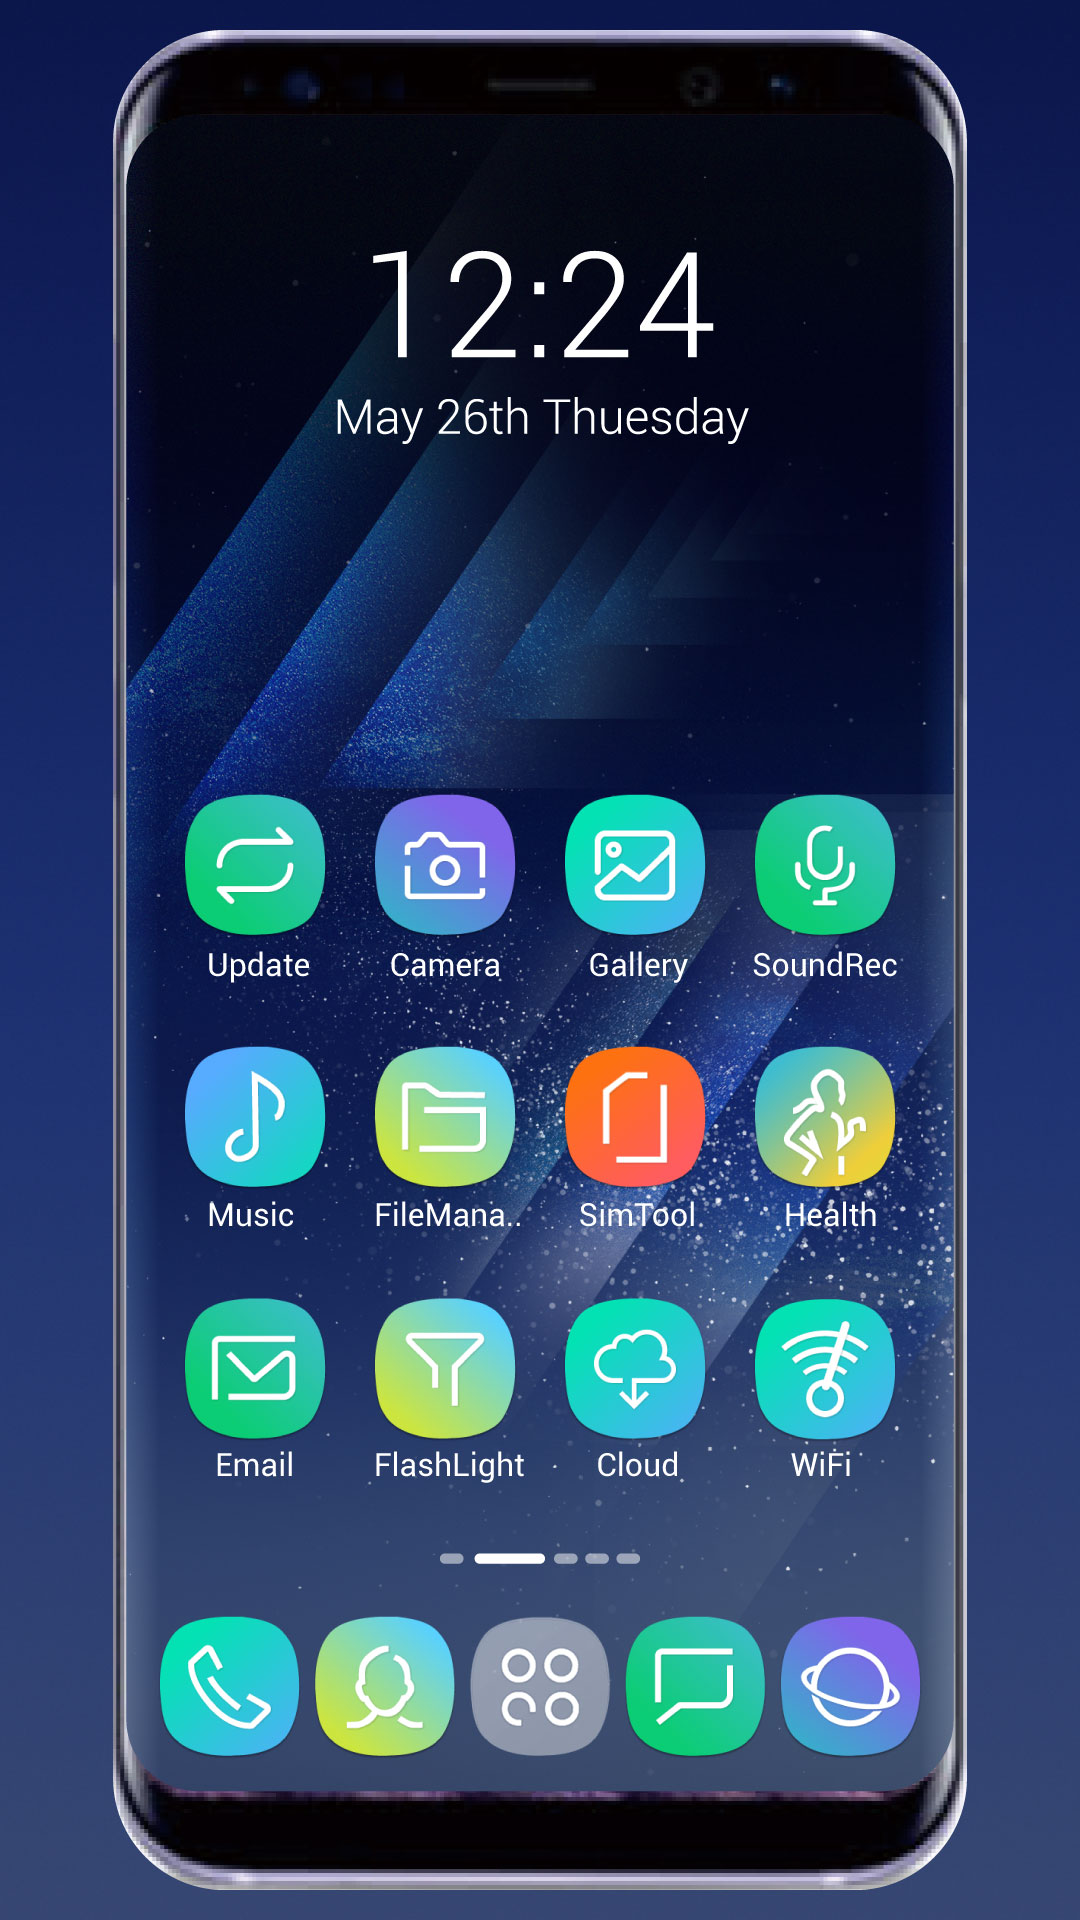 12:24
May 26th Thuesday
Update Camera Gallery SoundRec
Music FileMana.. SimTool Health
Email FlashLight Cloud WiFi